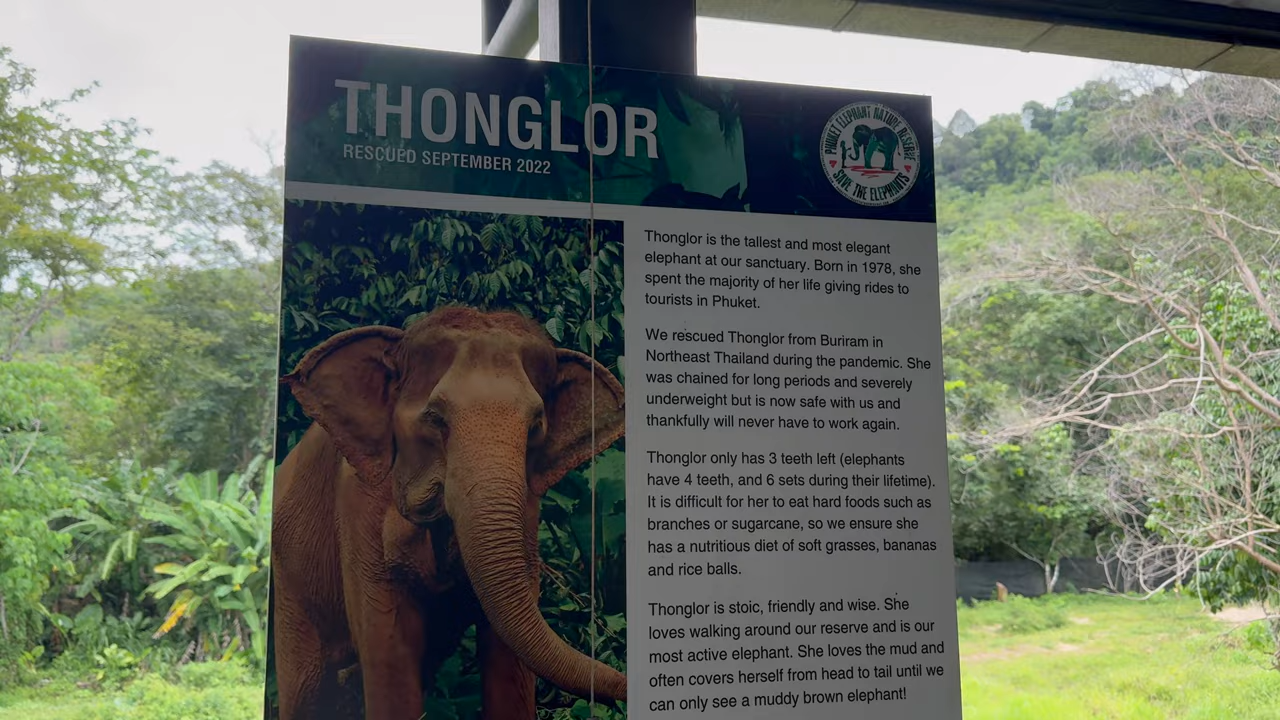 THONGLOR
RESCUED SEPTEMBER 2022
PHUKET ELEPHANT NATURE RESERVE
SAVE THE ELEPHANTS
Thonglor is the tallest and most elegant
elephant at our sanctuary. Born in 1978, she
spent the majority of her life giving rides to
tourists in Phuket.
We rescued Thonglor from Buriram in
Northeast Thailand during the pandemic. She
was chained for long periods and severely
underweight but is now safe with us and
thankfully will never have to work again.
Thonglor only has 3 teeth left (elephants
have 4 teeth, and 6 sets during their lifetime).
It is difficult for her to eat hard foods such as
branches or sugarcane, so we ensure she
has a nutritious diet of soft grasses, bananas
and rice balls.
Thonglor is stoic, friendly and wise. She
loves walking around our reserve and is our
most active elephant. She loves the mud and
often covers herself from head to tail until we
can only see a muddy brown elephant!